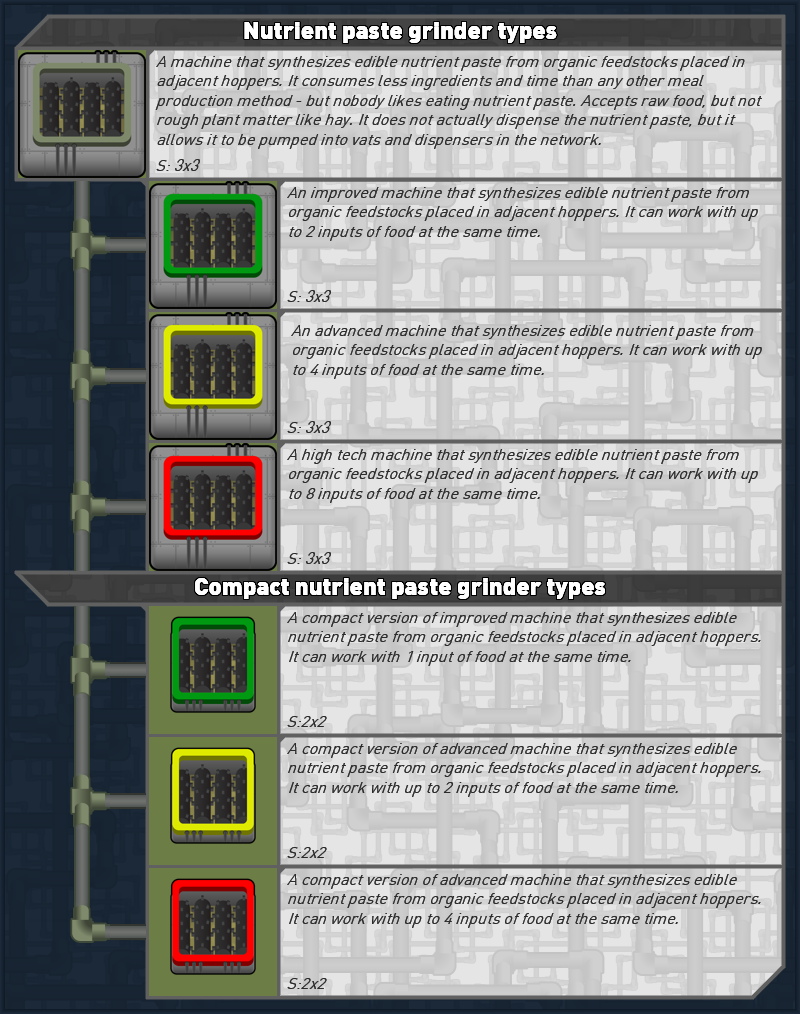 Nutrient paste grinder types
A machine that synthesizes edible nutrient paste from organic feedstocks placed in
adjacent hoppers. It consumes less ingredients and time than any other meal
production method - but nobody likes eating nutrient paste. Accepts raw food, but not
rough plant matter like hay. It does not actually dispense the nutrient paste, but it
allows it to be pumped into vats and dispensers in the network.
S: 3x3
An improved machine that synthesizes edible nutrient paste from
organic feedstocks placed in adjacent hoppers. It can work with up
to 2 inputs of food at the same time.
S: 3x3
An advanced machine that synthesizes edible nutrient paste from
organic feedstocks placed in adjacent hoppers. It can work with up
to 4 inputs of food at the same time.
S: 3x3
A high tech machine that synthesizes edible nutrient paste from
organic feedstocks placed in adjacent hoppers. It can work with up
to 8 inputs of food at the same time.
S: 3x3
Compact nutrient paste grinder types
A compact version of improved machine that synthesizes edible
nutrient paste from organic feedstocks placed in adjacent hoppers.
It can work with 1 input of food at the same time.
S:2x2
A compact version of advanced machine that synthesizes edible
nutrient paste from organic feedstocks placed in adjacent hoppers.
It can work with up to 2 inputs of food at the same time.
S:2x2
A compact version of advanced machine that synthesizes edible
nutrient paste from organic feedstocks placed in adjacent hoppers.
It can work with up to 4 inputs of food at the same time.
S:2x2